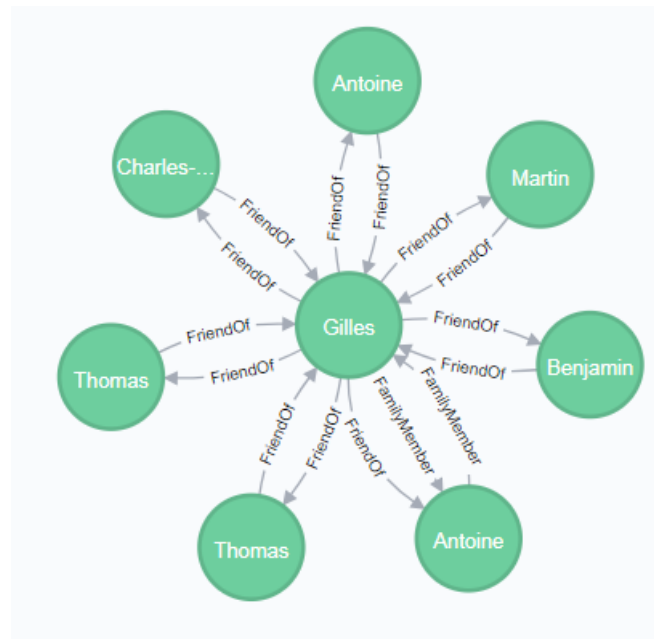 Antoine
Charles-...
Martin
FriendOf
FriendOf
FriendOf
FriendOf
FriendOf
FriendOf
Gilles
FriendOf
FriendOf
FriendOf
FriendOf
Thomas
Benjamin
FriendOf
FriendOf
FriendOf
FamilyMember
FamilyMember
Thomas
Antoine